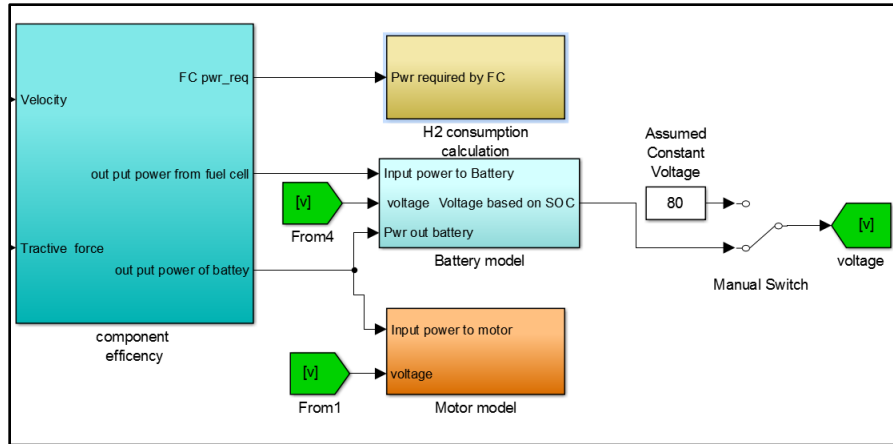 FC pwr_req
Velocity
out put power from fuel cell
Tractive force
out put power of battey
component
efficency
Pwr required by FC
H2 consumption
calculation
[v]
From4
Input power to Battery
voltage Voltage based on SOC
Pwr out battery
Battery model
[v]
From1
Input power to motor
voltage
Motor model
Assumed
Constant
Voltage
80
Manual Switch
[v]
voltage